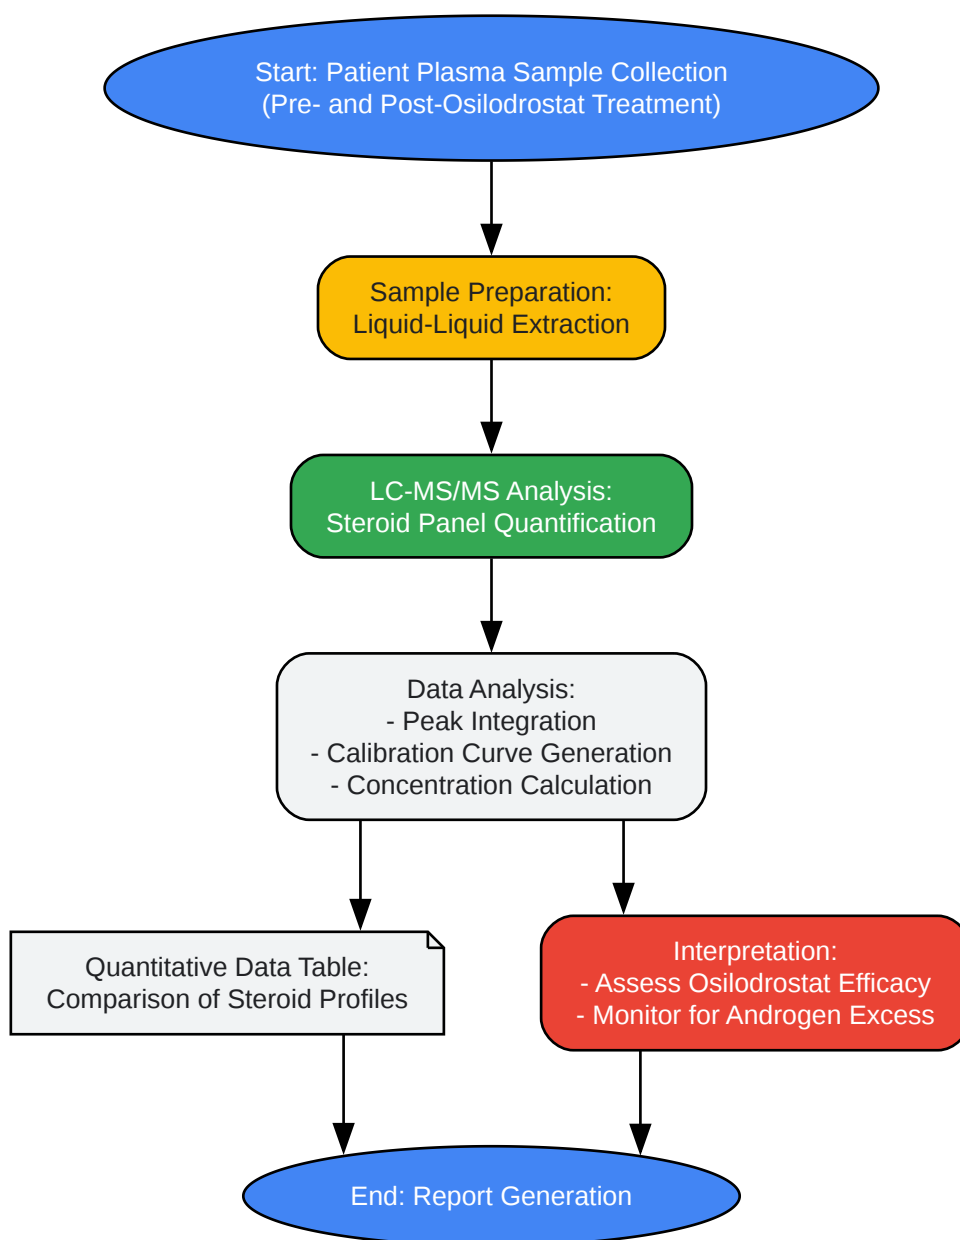 Start: Patient Plasma Sample Collection
(Pre- and Post-Osilodrostat Treatment)
Sample Preparation:
Liquid-Liquid Extraction
LC-MS/MS Analysis:
Steroid Panel Quantification
Data Analysis:
- Peak Integration
- Calibration Curve Generation
- Concentration Calculation
Quantitative Data Table:
Comparison of Steroid Profiles
Interpretation:
- Assess Osilodrostat Efficacy
- Monitor for Androgen Excess
End: Report Generation